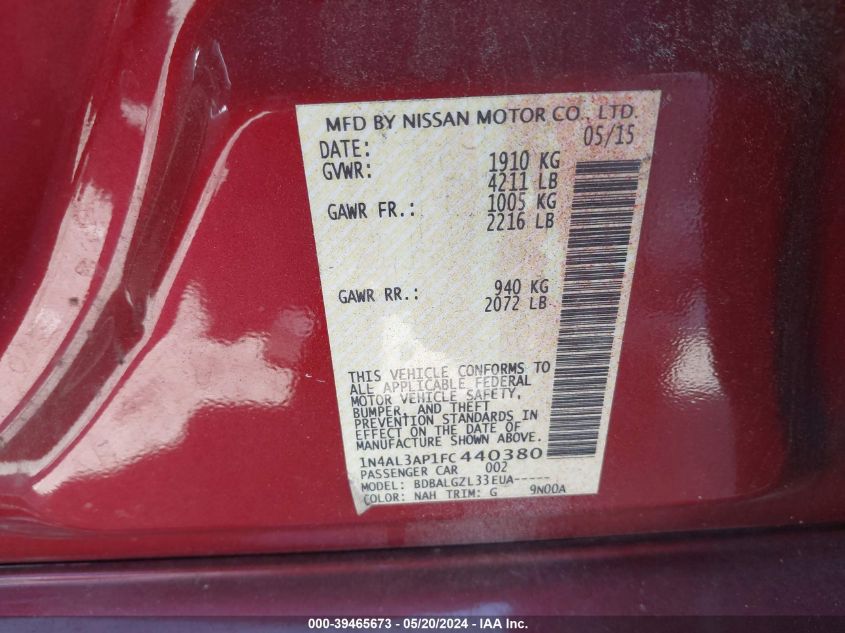 MFD BY NISSAN MOTOR CO., LTD.
DATE: 05/15
GVWR: 1910 KG
4211 LB
GAWR FR.: 1005 KG
2216 LB
GAWR RR.: 940 KG
2072 LB
THIS VEHICLE CONFORMS TO
ALL APPLICABLE FEDERAL
MOTOR VEHICLE SAFETY,
BUMPER, AND THEFT
PREVENTION STANDARDS IN
EFFECT ON THE DATE OF
MANUFACTURE SHOWN ABOVE.
1N4AL3AP1FC440380
PASSENGER CAR 002
MODEL: BDBALGZL33EUA-----
COLOR: NAH TRIM: G 9N00A
000-39465673 — 05/20/2024 — IAA Inc.